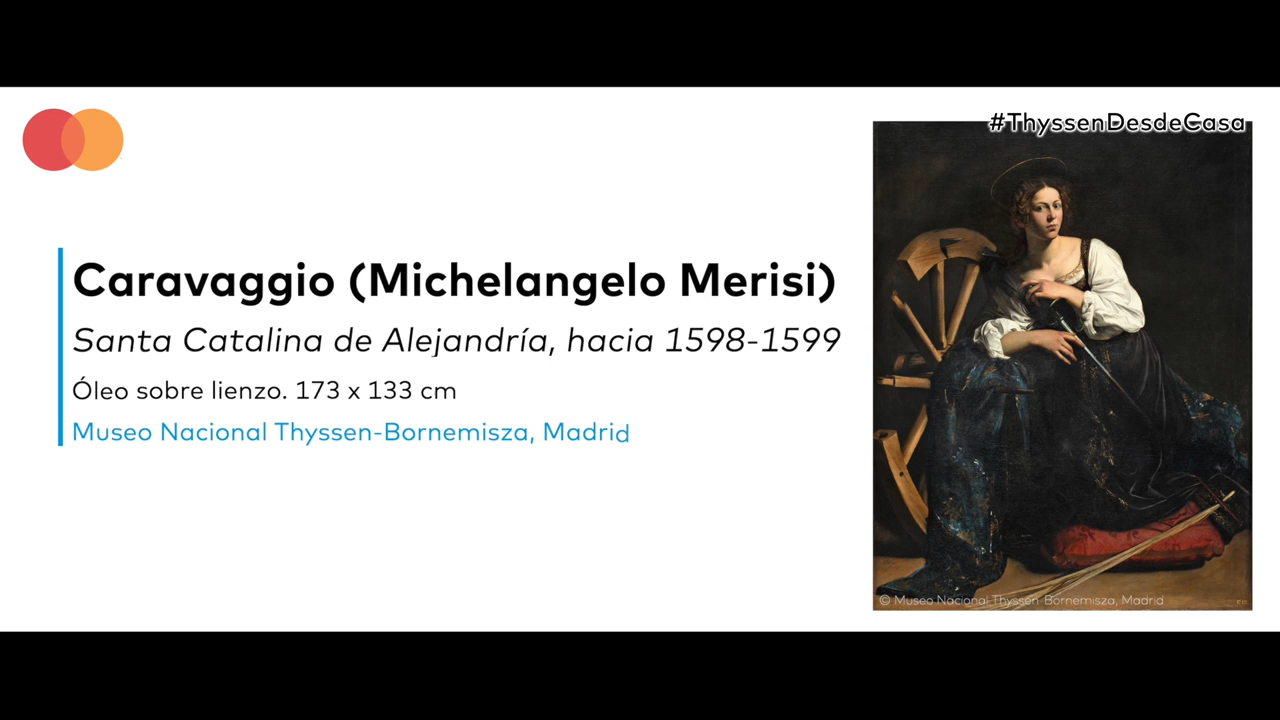 #ThyssenDesdeCasa
Caravaggio (Michelangelo Merisi)
Santa Catalina de Alejandría, hacia 1598-1599
Óleo sobre lienzo. 173 x 133 cm
Museo Nacional Thyssen-Bornemisza, Madrid
© Museo Nacional Thyssen-Bornemisza, Madrid